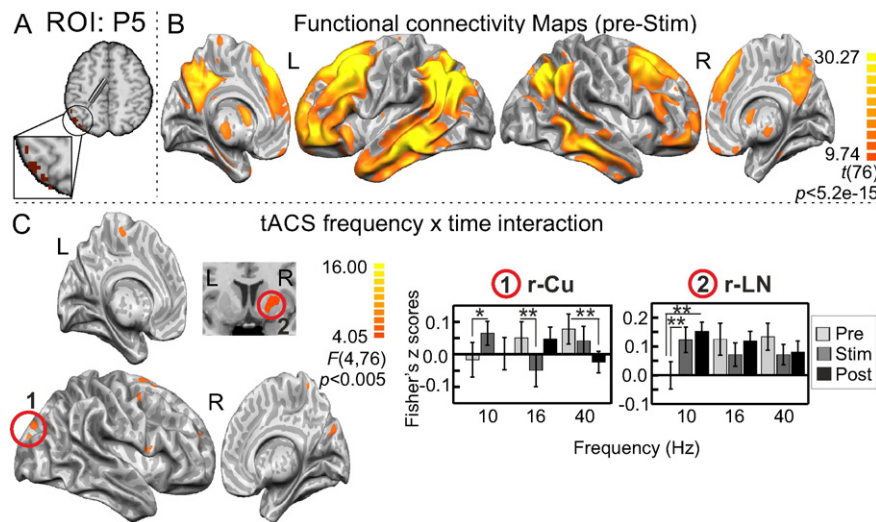 A ROI: P5
B Functional connectivity Maps (pre-Stim)
L
R
30.27
9.74
t(76)
p<5.2e-15
C tACS frequency x time interaction
L
L R
2
16.00
4.05
F(4,76)
p<0.005
1
R
1 r-Cu
Fisher's z scores
0.1
0.0
-0.1
* ** **
10 16 40
2 r-LN
0.2
0.1
0.0
-0.1
**
**
10 16 40
Frequency (Hz)
Pre
Stim
Post